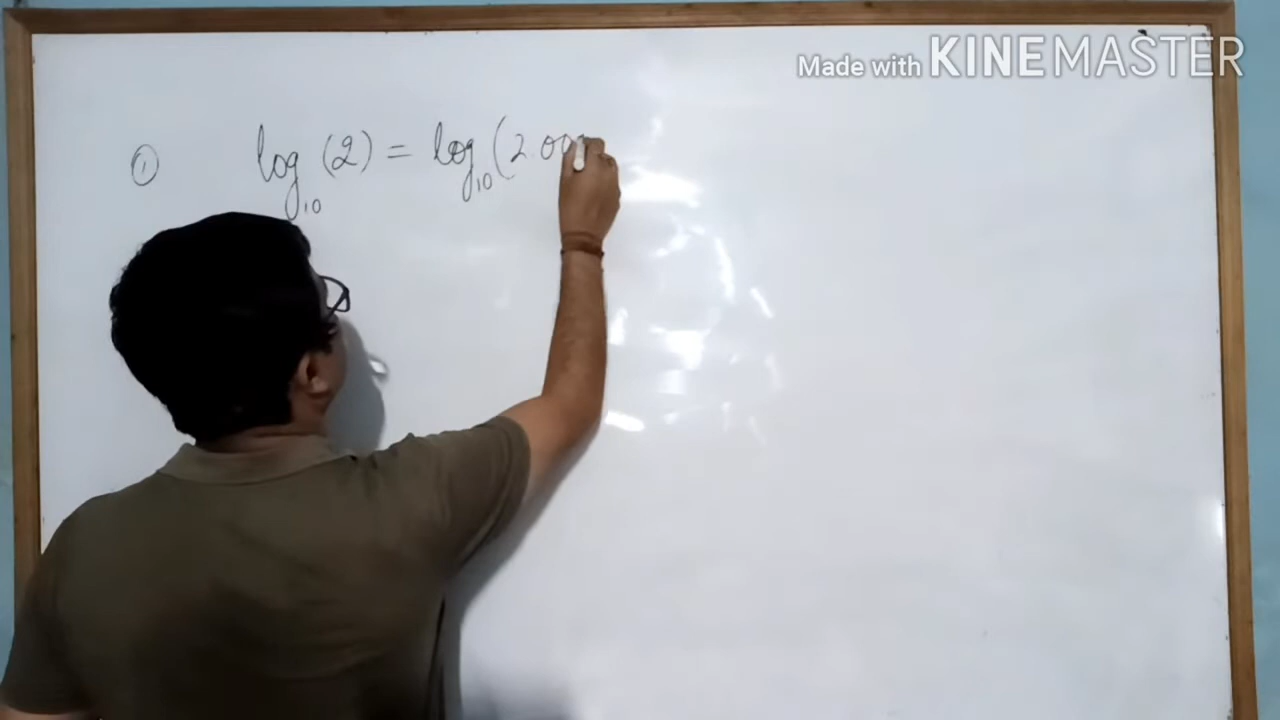 Made with KINEMASTER
① log₁₀ (2) = log₁₀ (2.00